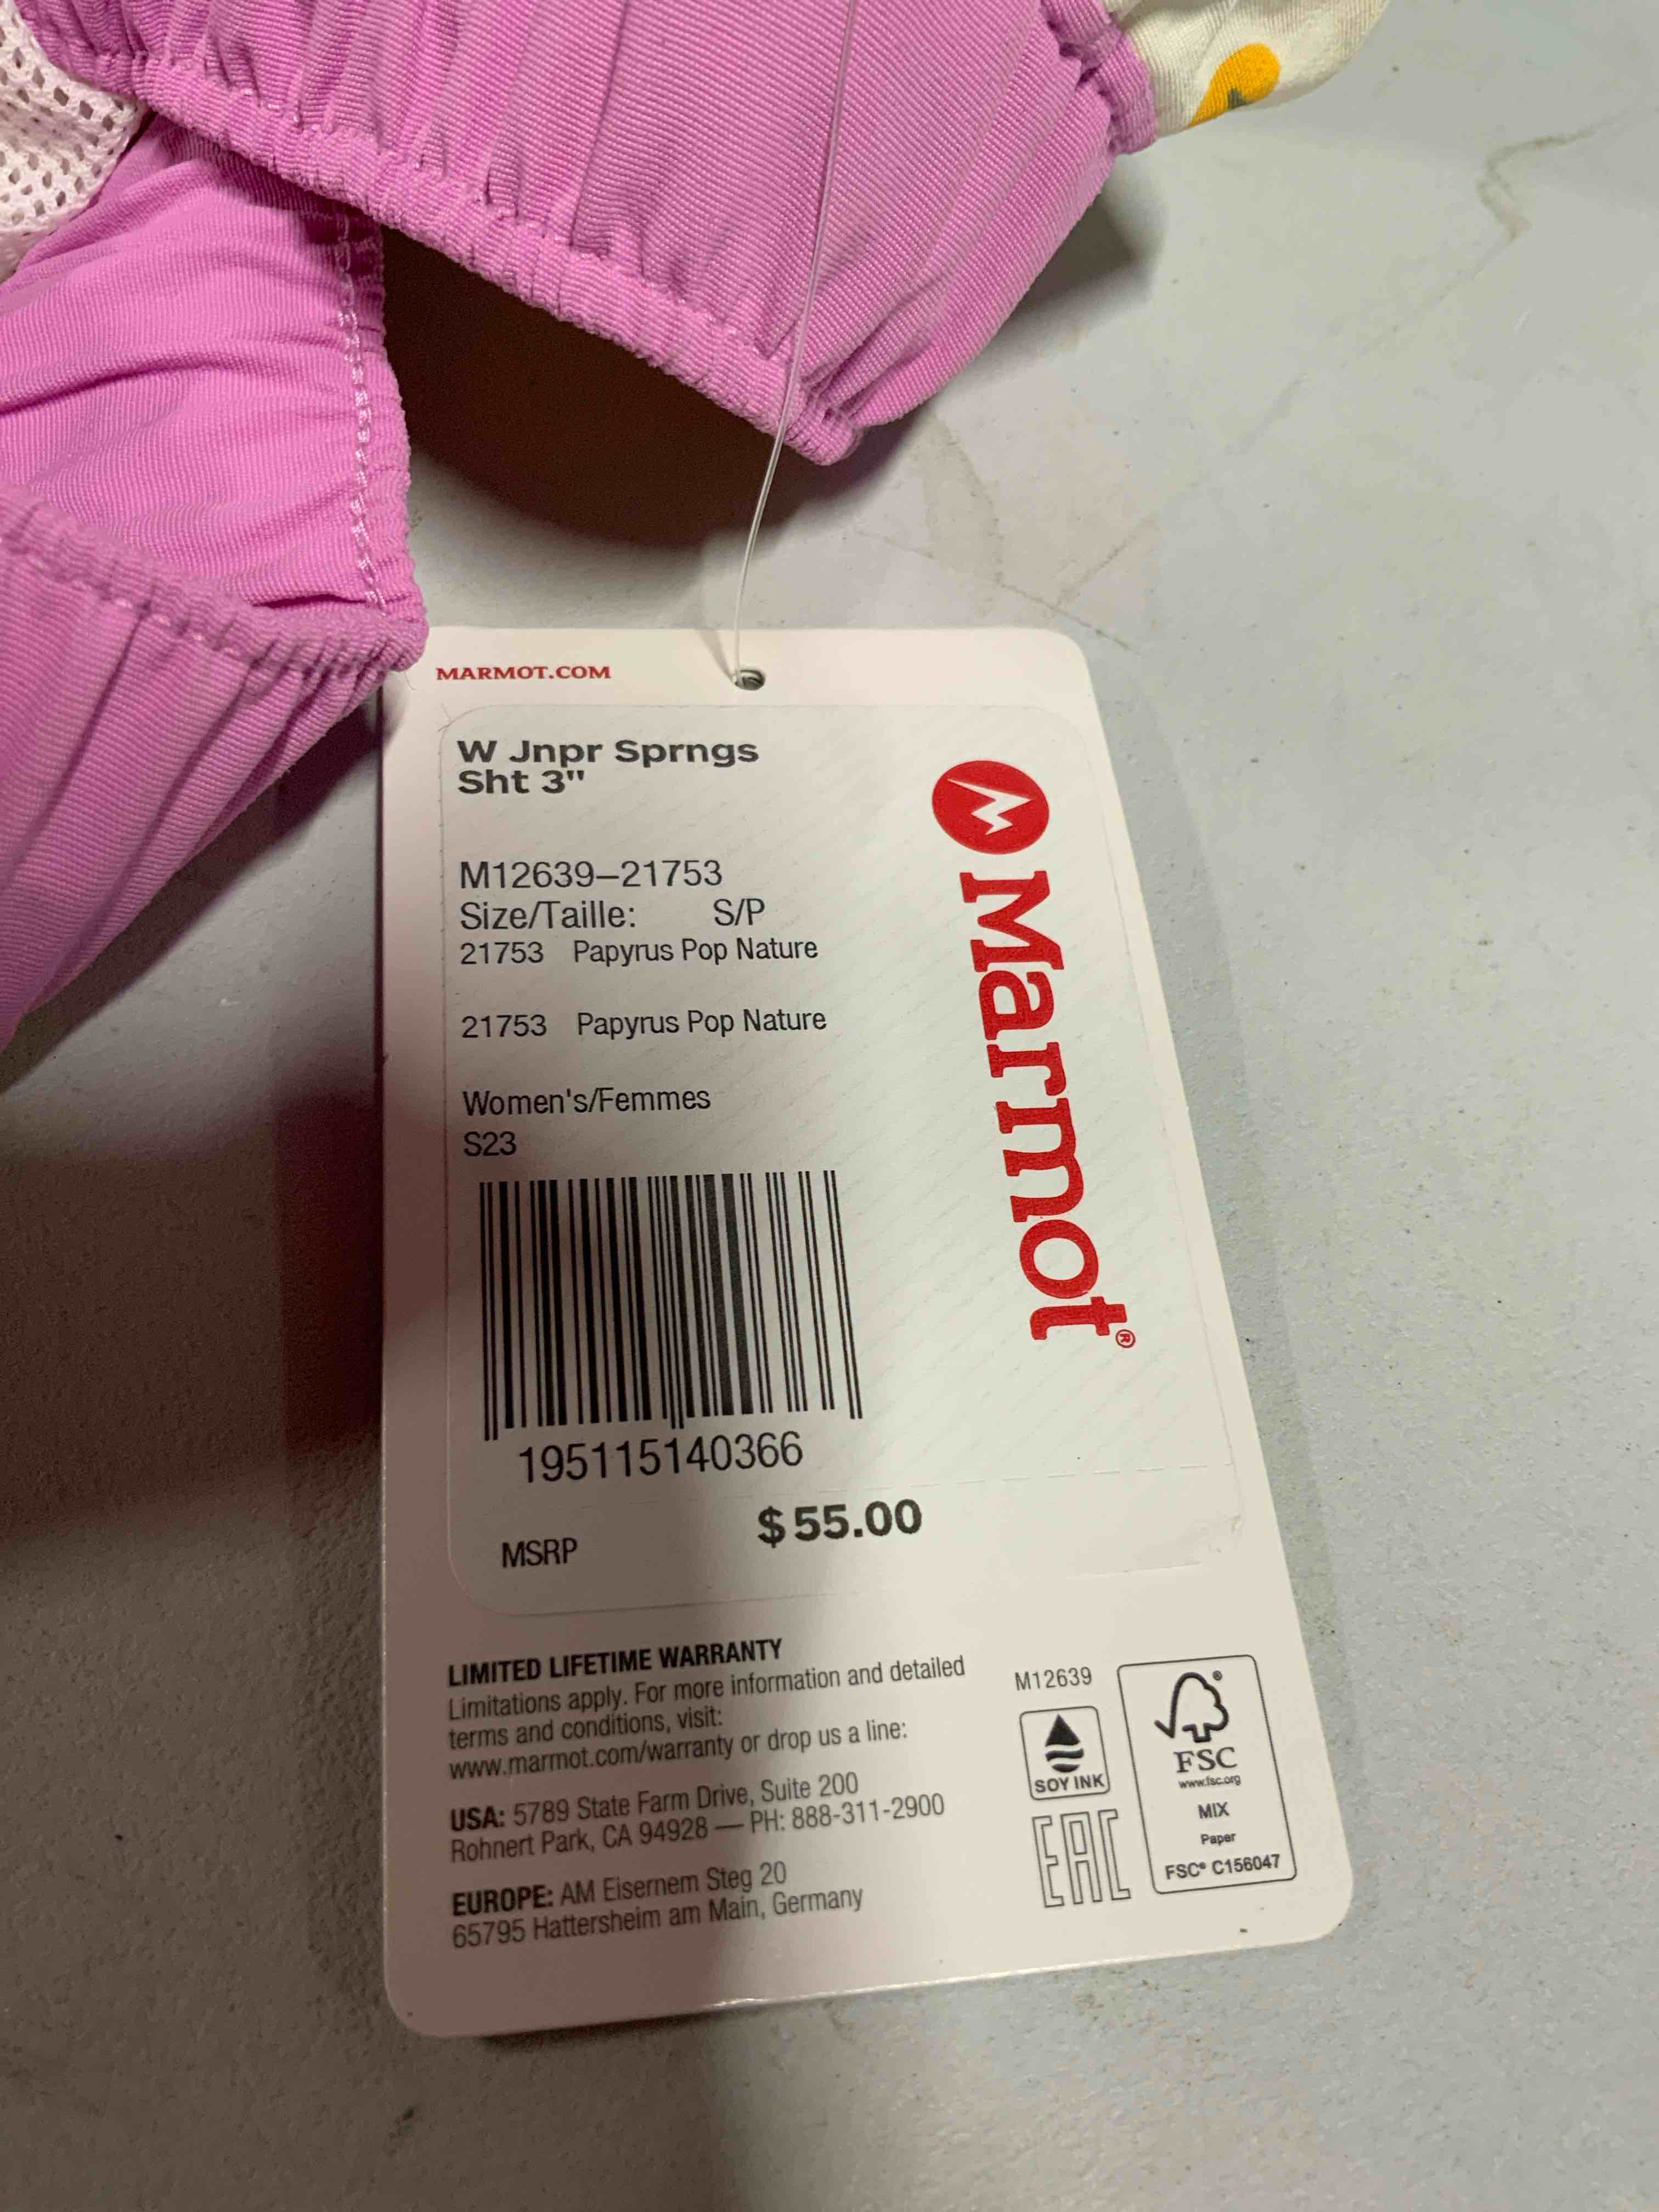 MARMOT.COM
W Jnpr Sprngs
Sht 3"
M12639–21753
Size/Taille: S/P
21753 Papyrus Pop Nature
21753 Papyrus Pop Nature
Women's/Femmes
S23
195115140366
MSRP $55.00
Marmot®
LIMITED LIFETIME WARRANTY
Limitations apply. For more information and detailed
terms and conditions, visit:
www.marmot.com/warranty or drop us a line:
USA: 5789 State Farm Drive, Suite 200
Rohnert Park, CA 94928 — PH: 888-311-2900
EUROPE: AM Eisernem Steg 20
65795 Hattersheim am Main, Germany
M12639
SOY INK
EAC
®
FSC
www.fsc.org
MIX
Paper
FSC® C156047